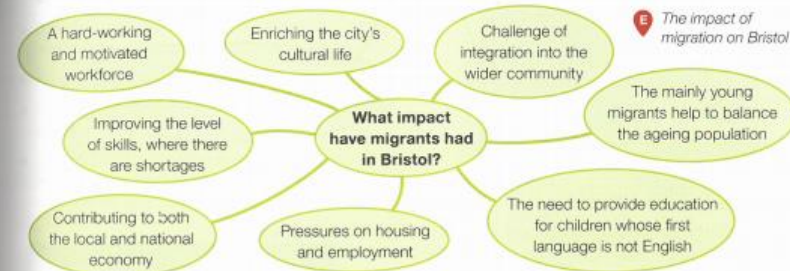 E
The impact of
migration on Bristol
A hard-working
and motivated
workforce
Enriching the city's
cultural life
Challenge of
integration into the
wider community
The mainly young
migrants help to balance
the ageing population
What impact
have migrants had
in Bristol?
Improving the level
of skills, where there
are shortages
Contributing to both
the local and national
economy
Pressures on housing
and employment
The need to provide education
for children whose first
language is not English